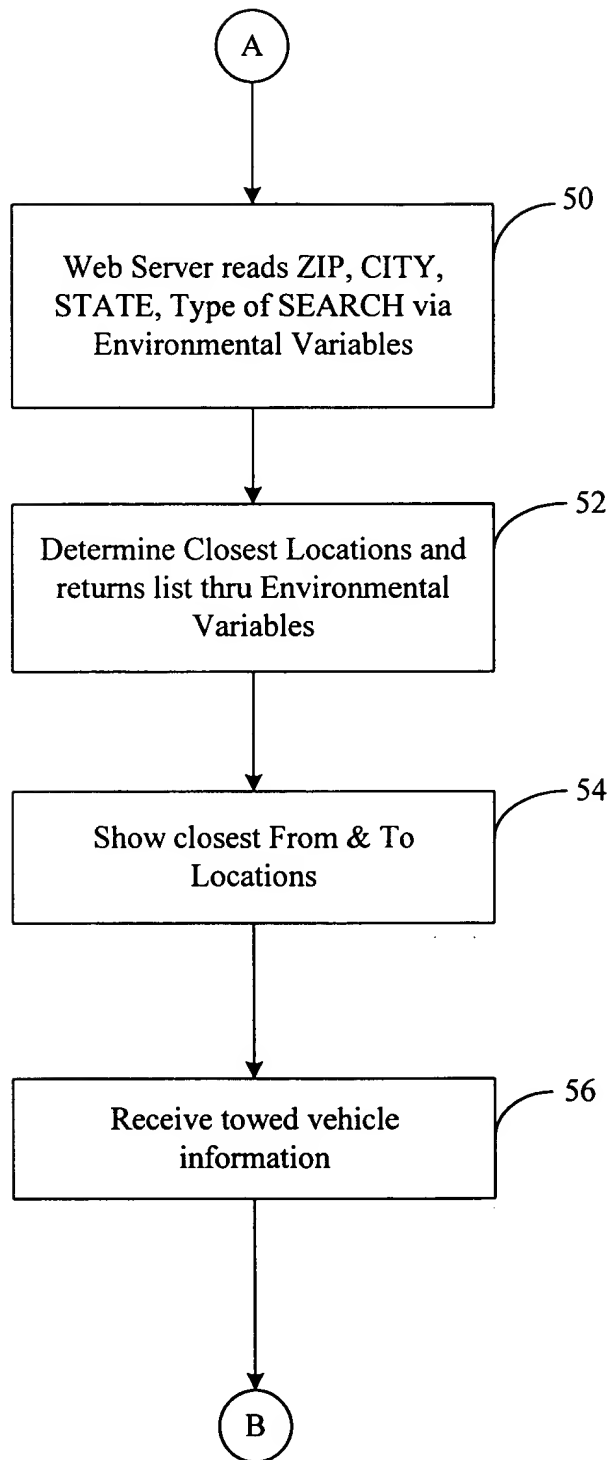 A
50
Web Server reads ZIP, CITY,
STATE, Type of SEARCH via
Environmental Variables
52
Determine Closest Locations and
returns list thru Environmental
Variables
54
Show closest From & To
Locations
56
Receive towed vehicle
information
B